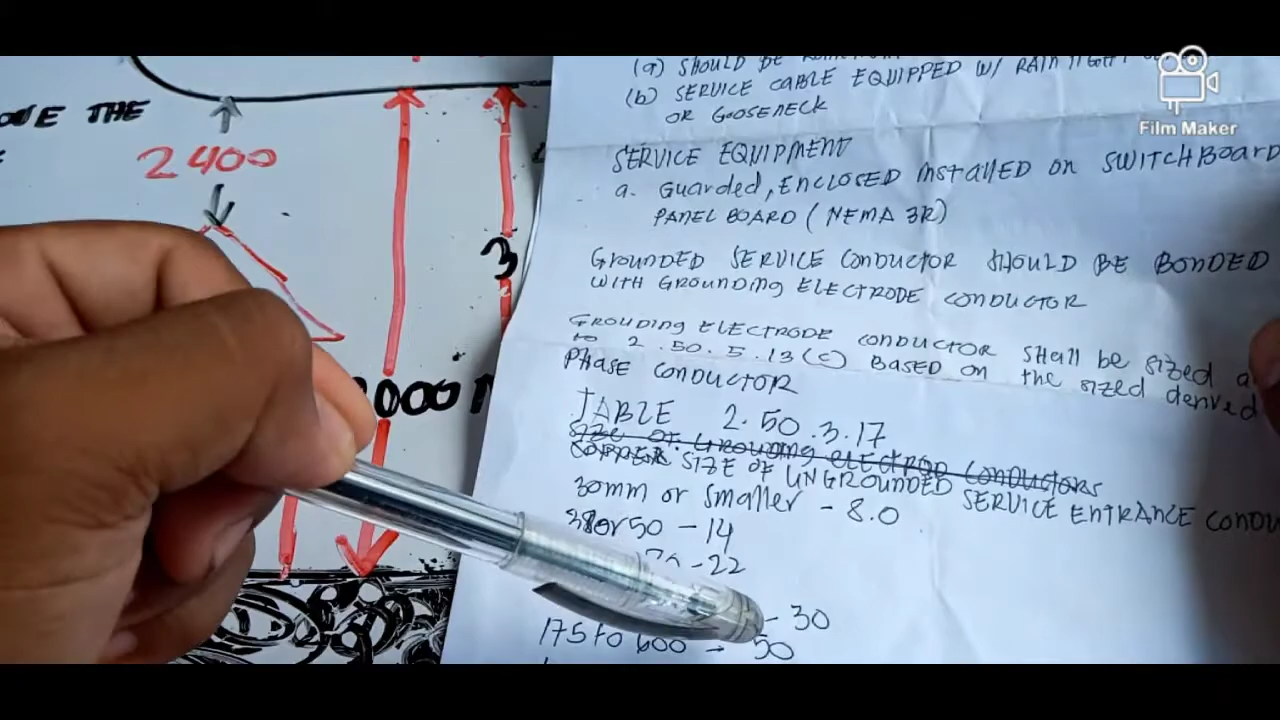 OVE THE
2400
3
000
(a) SHOULD BE
(b) SERVICE CABLE EQUIPPED W/ RAINTIGHT
OR GOOSENECK
SERVICE EQUIPMENT
a. GUARDED, ENCLOSED INSTALLED ON SWITCHBOARD
PANEL BOARD (NEMA 3R)
GROUNDED SERVICE CONDUCTOR SHOULD BE BONDED
WITH GROUNDING ELECTRODE CONDUCTOR
GROUDING ELECTRODE CONDUCTOR SHALL be SIZED
to 2.50.5.13(C) BASED ON the SIZED derived
PHASE CONDUCTOR
TABLE 2.50.3.17
SIZE OF GROUDING ELECTROD CONDUCTORS
COPPER SIZE OF UNGROUNDED SERVICE ENTRANCE CONDU
30mm or smaller - 8.0
38 or 50 - 14
- 22
- 30
175 to 600 - 50
Film Maker